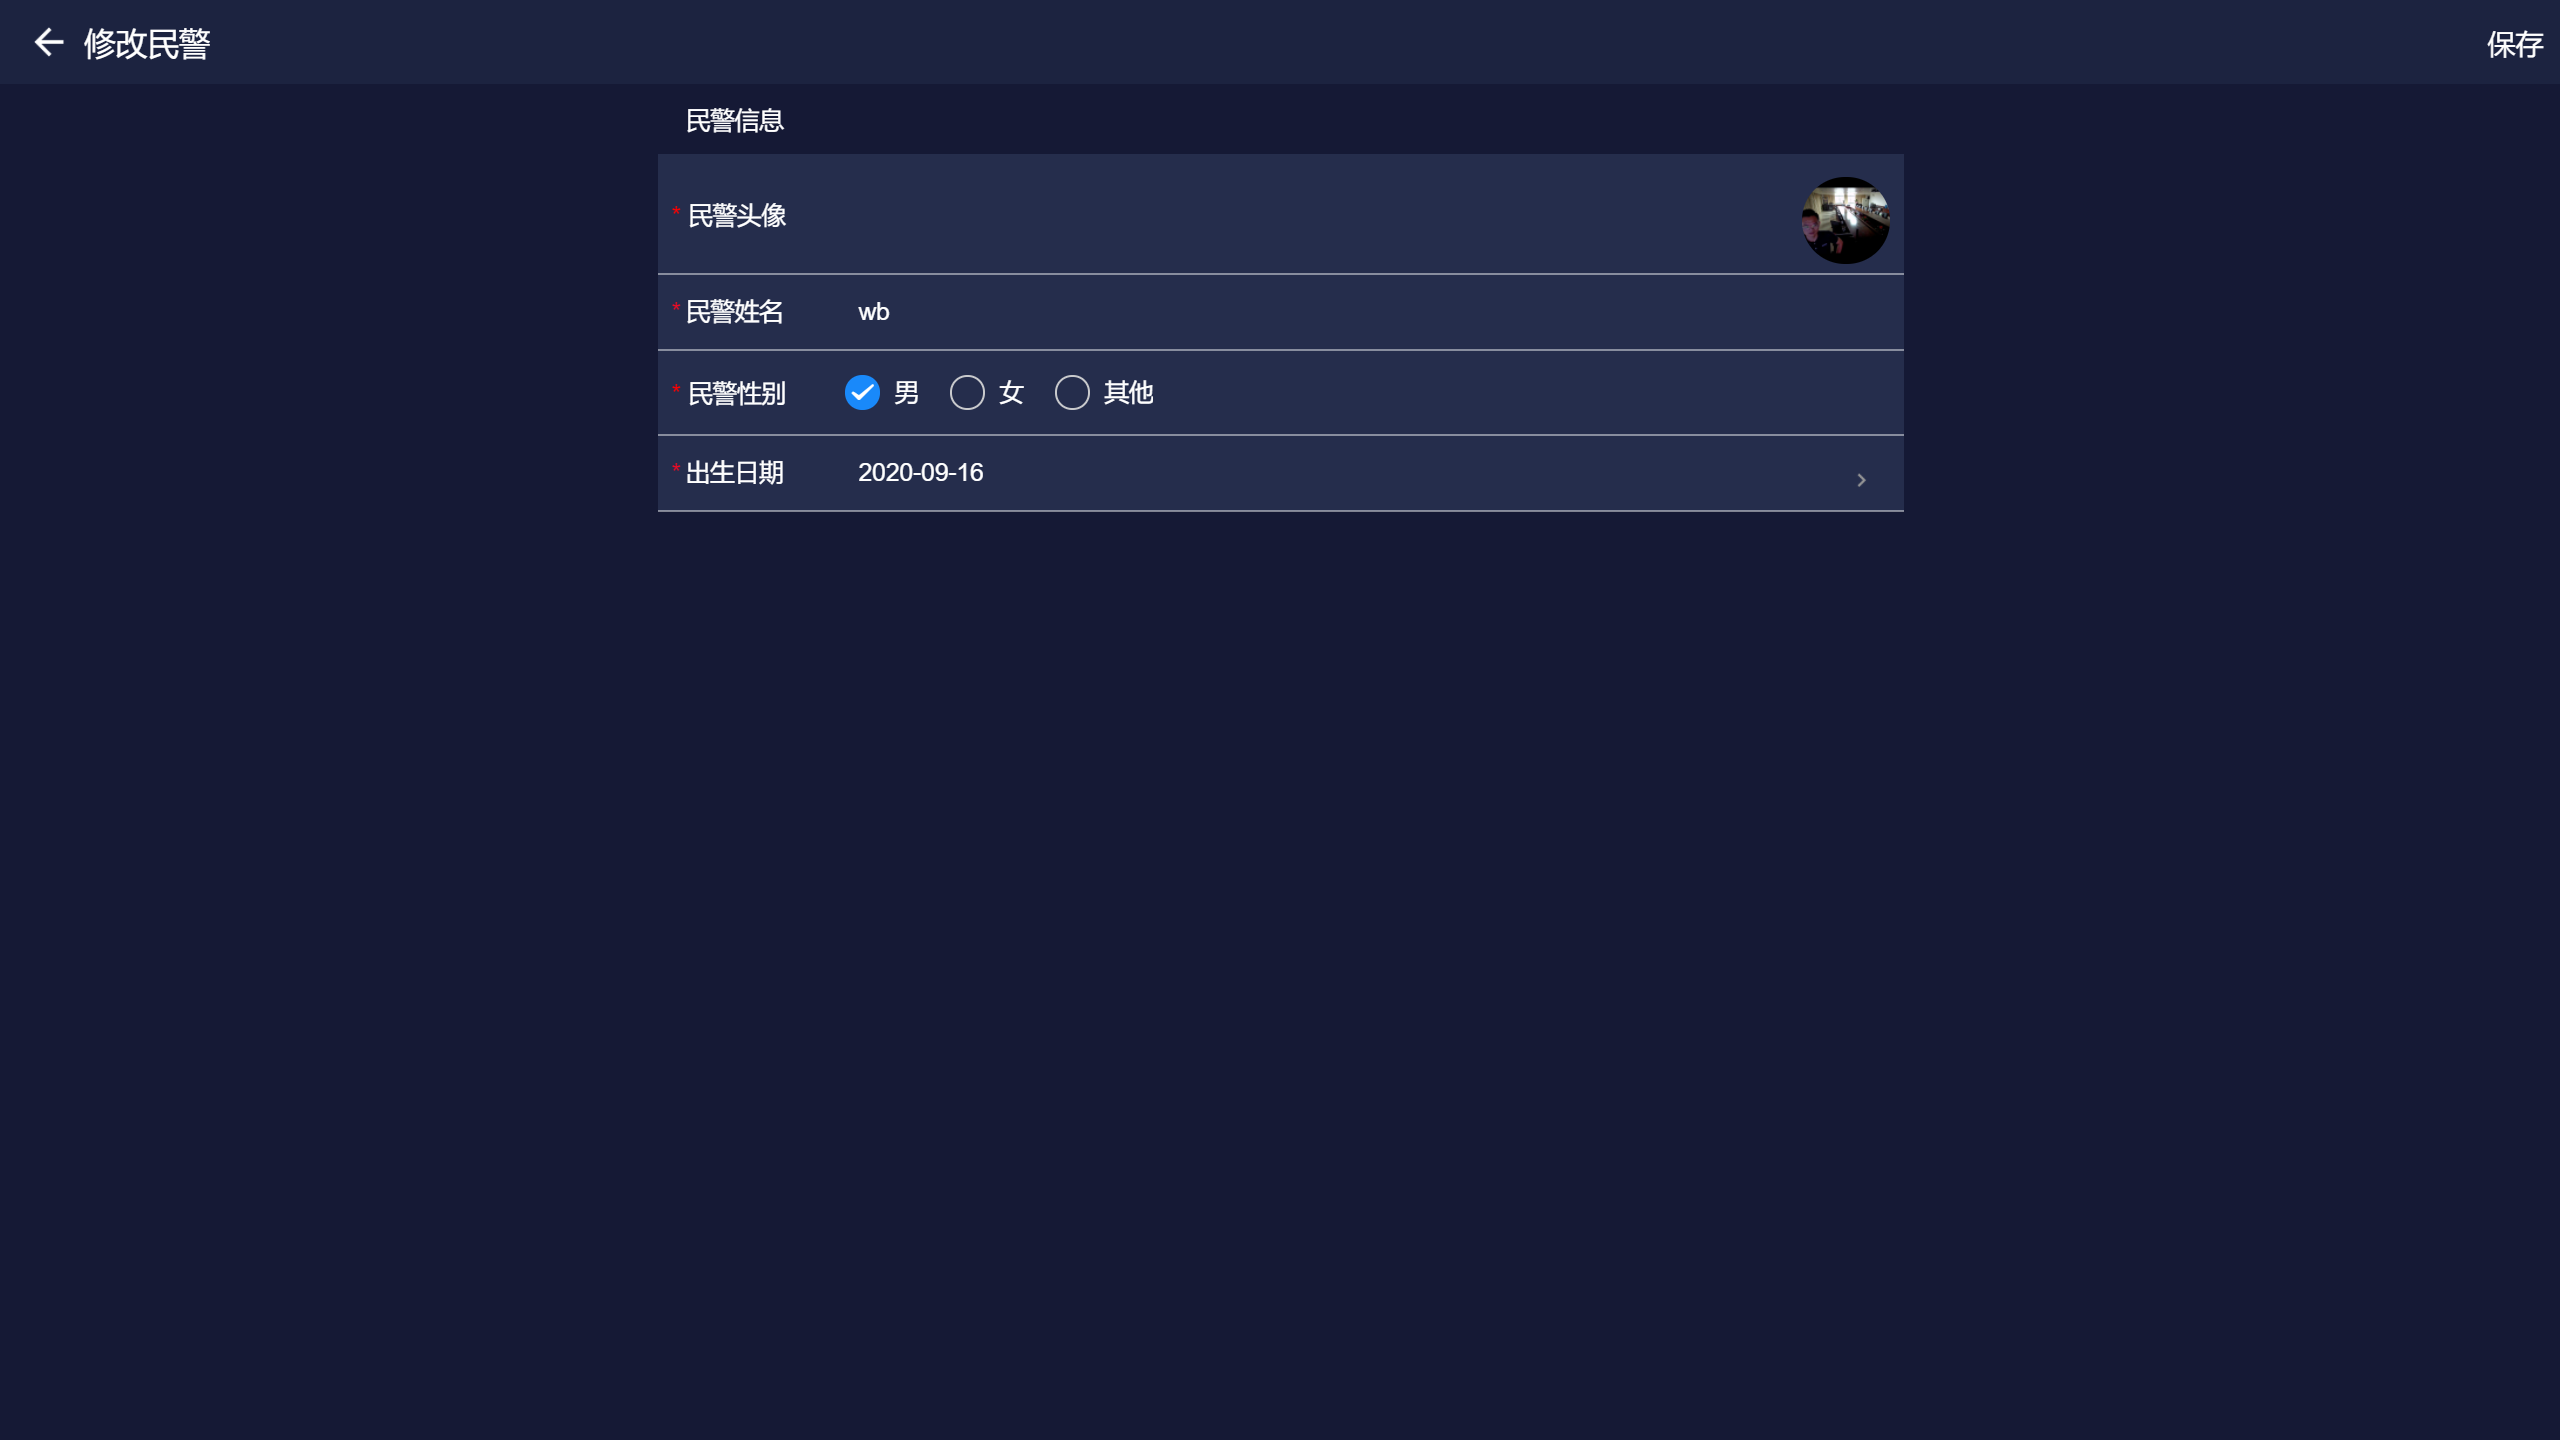 修改民警
保存
民警信息
* 民警头像
* 民警姓名 wb
* 民警性别 男 女 其他
* 出生日期 2020-09-16